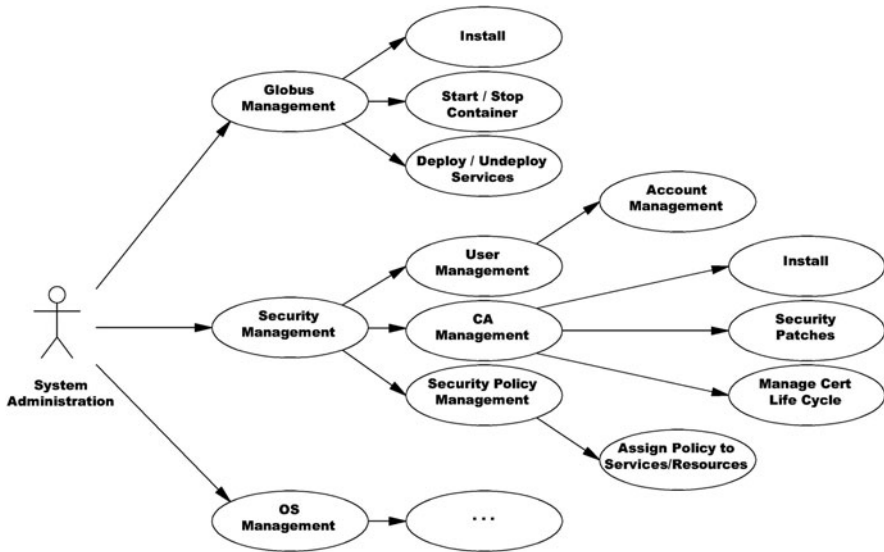 Install
Globus
Management
Start / Stop
Container
Deploy / Undeploy
Services
Account
Management
User
Management
Install
Security
Management
CA
Management
Security
Patches
Security Policy
Management
Manage Cert
Life Cycle
System
Administration
Assign Policy to
Services/Resources
OS
Management
...